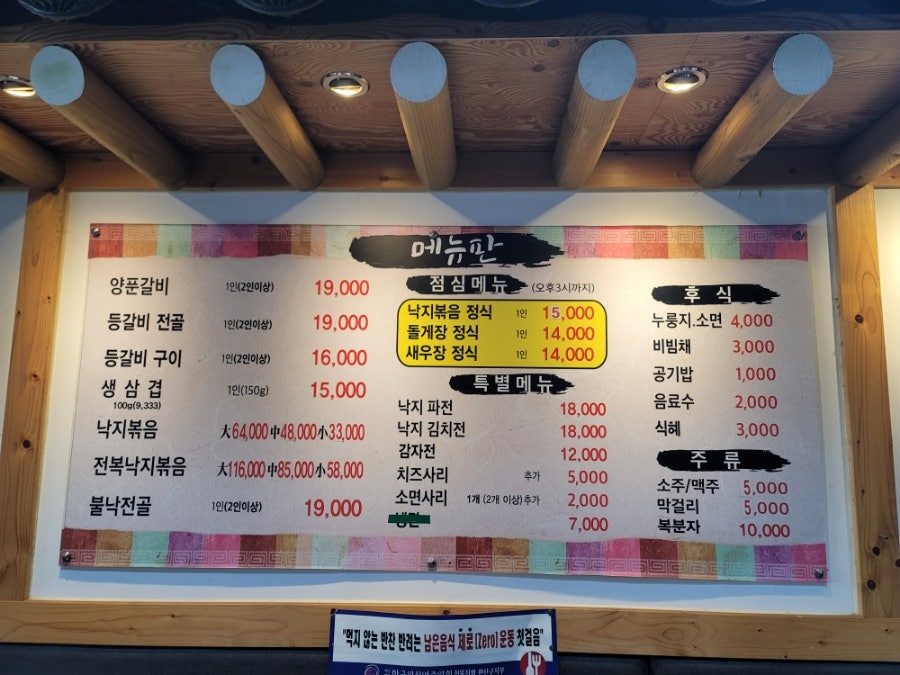 메뉴판
양푼갈비 1인(2인이상) 19,000
등갈비 전골 1인(2인이상) 19,000
등갈비 구이 1인(2인이상) 16,000
생 삼 겹 1인(150g) 15,000
100g(9,333)
낙지볶음 大64,000 中48,000 小33,000
전복낙지볶음 大116,000 中85,000 小58,000
불낙전골 1인(2인이상) 19,000
점심메뉴 (오후3시까지)
낙지볶음 정식 1인 15,000
돌게장 정식 1인 14,000
새우장 정식 1인 14,000
특별메뉴
낙지 파전 18,000
낙지 김치전 18,000
감자전 12,000
치즈사리 추가 5,000
소면사리 1개 (2개 이상)추가 2,000
7,000
후 식
누룽지.소면 4,000
비빔채 3,000
공기밥 1,000
음료수 2,000
식혜 3,000
주 류
소주/맥주 5,000
막걸리 5,000
복분자 10,000
"먹지 않는 반찬 반려는 남은음식 제로(Zero) 운동 첫걸음"